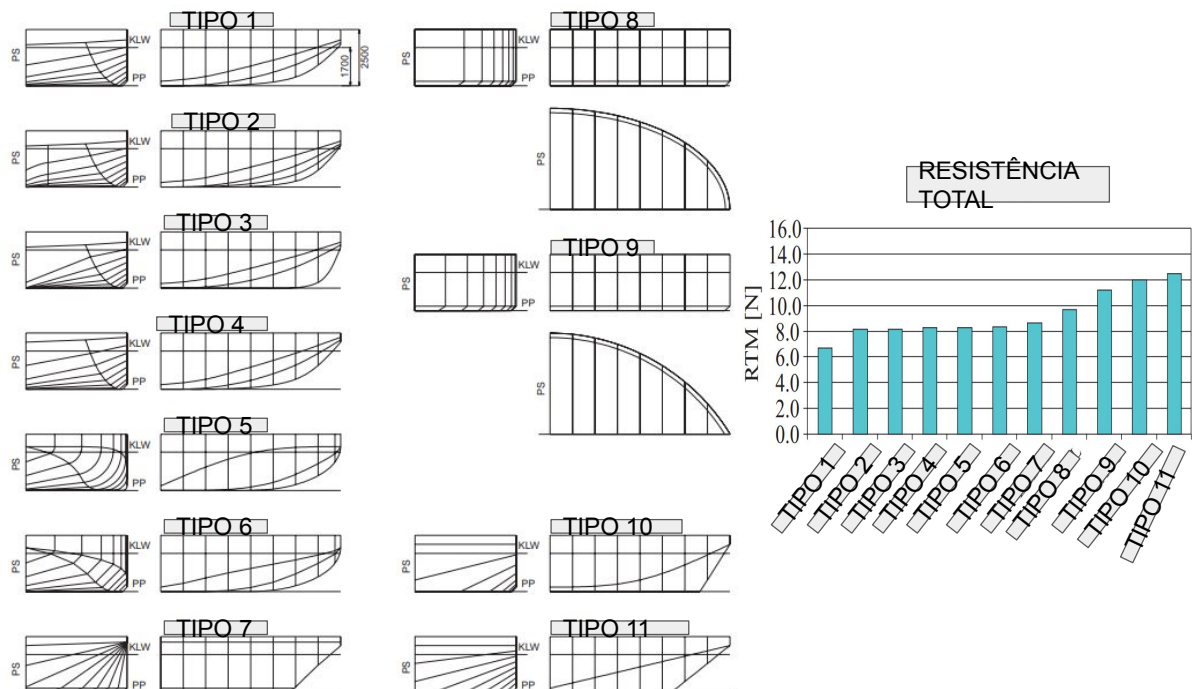 TIPO 1
PS
KLW
PP
1700
2500
TIPO 2
PS
KLW
PP
TIPO 3
PS
KLW
PP
TIPO 4
PS
KLW
PP
TIPO 5
PS
KLW
PP
TIPO 6
PS
KLW
PP
TIPO 7
PS
KLW
PP
TIPO 8
PS
KLW
PP
PS
TIPO 9
PS
KLW
PP
PS
TIPO 10
PS
KLW
PP
TIPO 11
PS
KLW
PP
RESISTÊNCIA
TOTAL
RTM [N]
16.0
14.0
12.0
10.0
8.0
6.0
4.0
2.0
0.0
TIPO 1
TIPO 2
TIPO 3
TIPO 4
TIPO 5
TIPO 6
TIPO 7
TIPO 8
TIPO 9
TIPO 10
TIPO 11